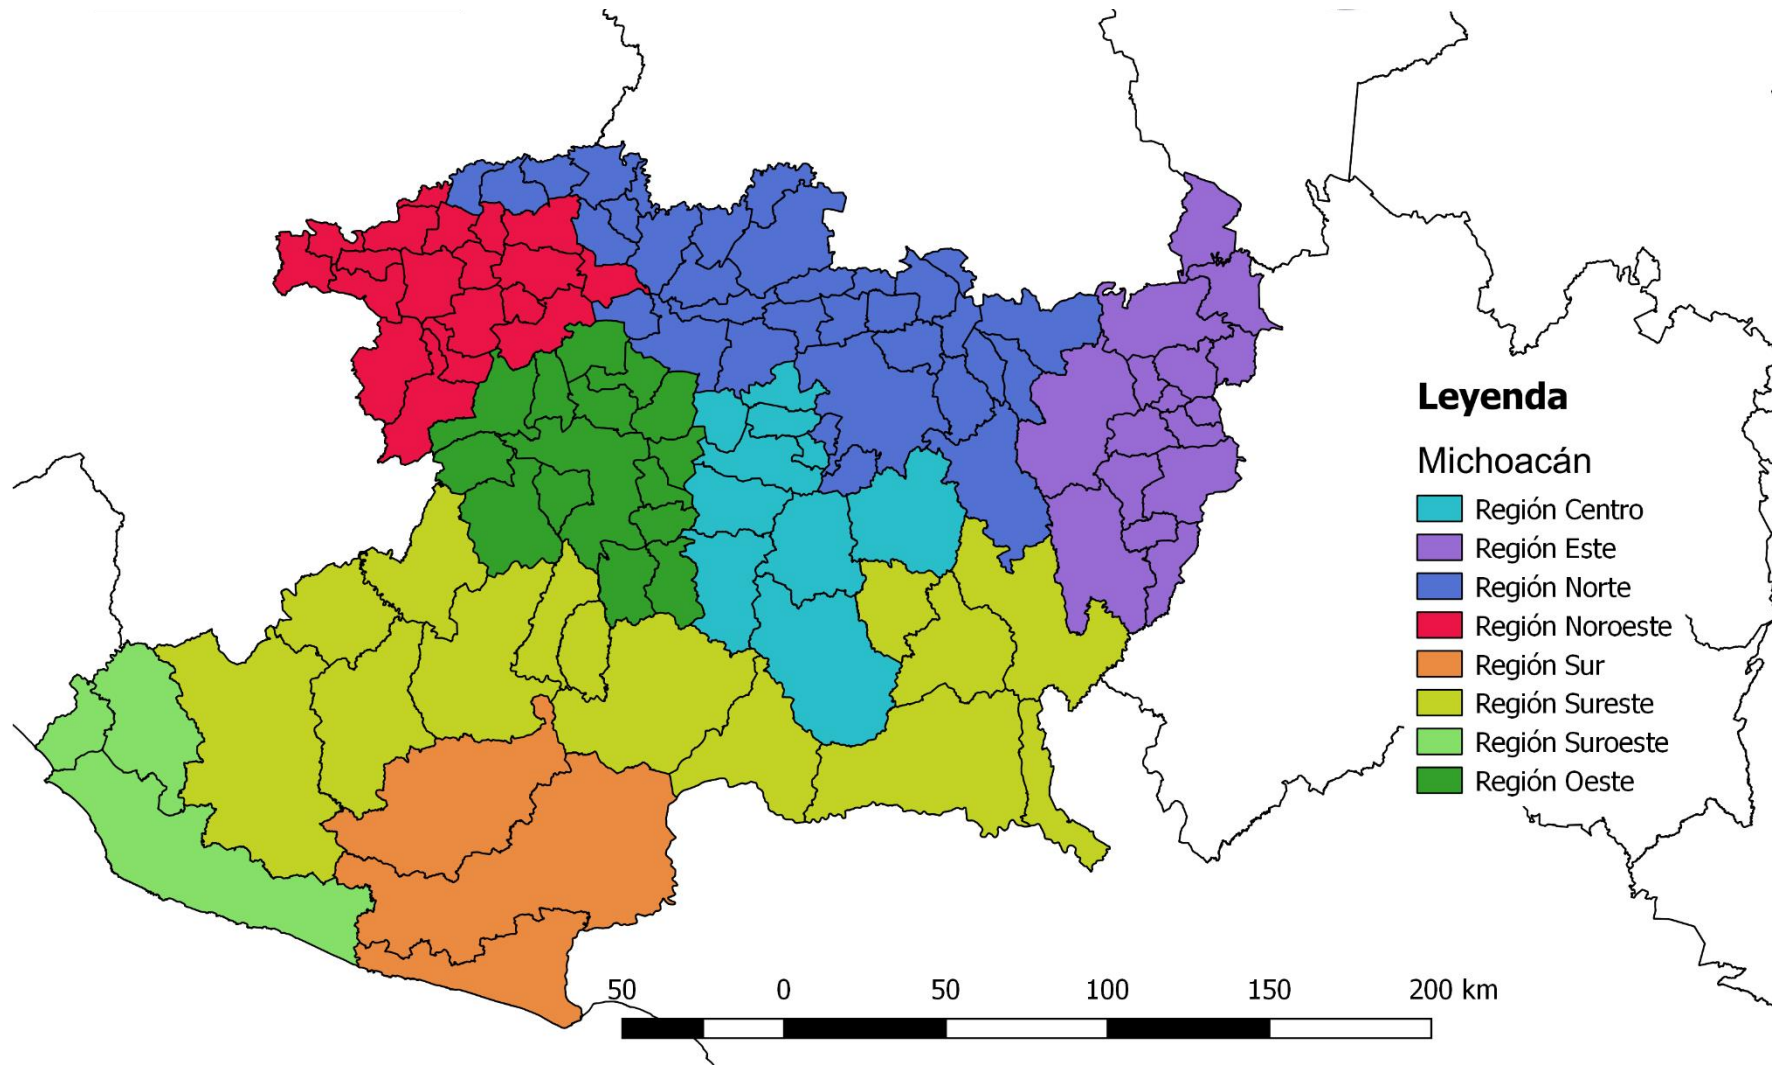 Leyenda
Michoacán
Región Centro
Región Este
Región Norte
Región Noroeste
Región Sur
Región Sureste
Región Suroeste
Región Oeste
50 0 50 100 150 200 km